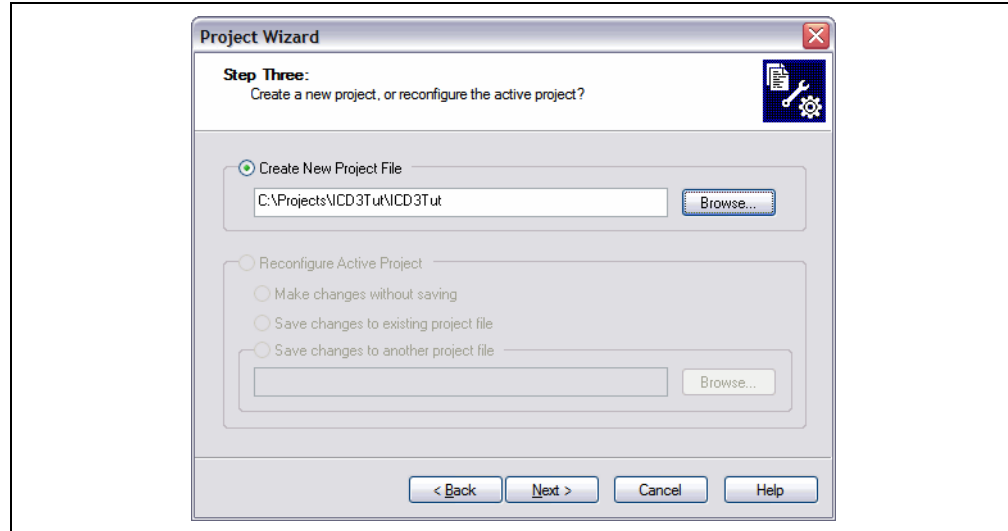 Project Wizard
Step Three:
Create a new project, or reconfigure the active project?
Create New Project File
C:\Projects\ICD3Tut\ICD3Tut
Browse...
Reconfigure Active Project
Make changes without saving
Save changes to existing project file
Save changes to another project file
Browse...
< Back
Next >
Cancel
Help